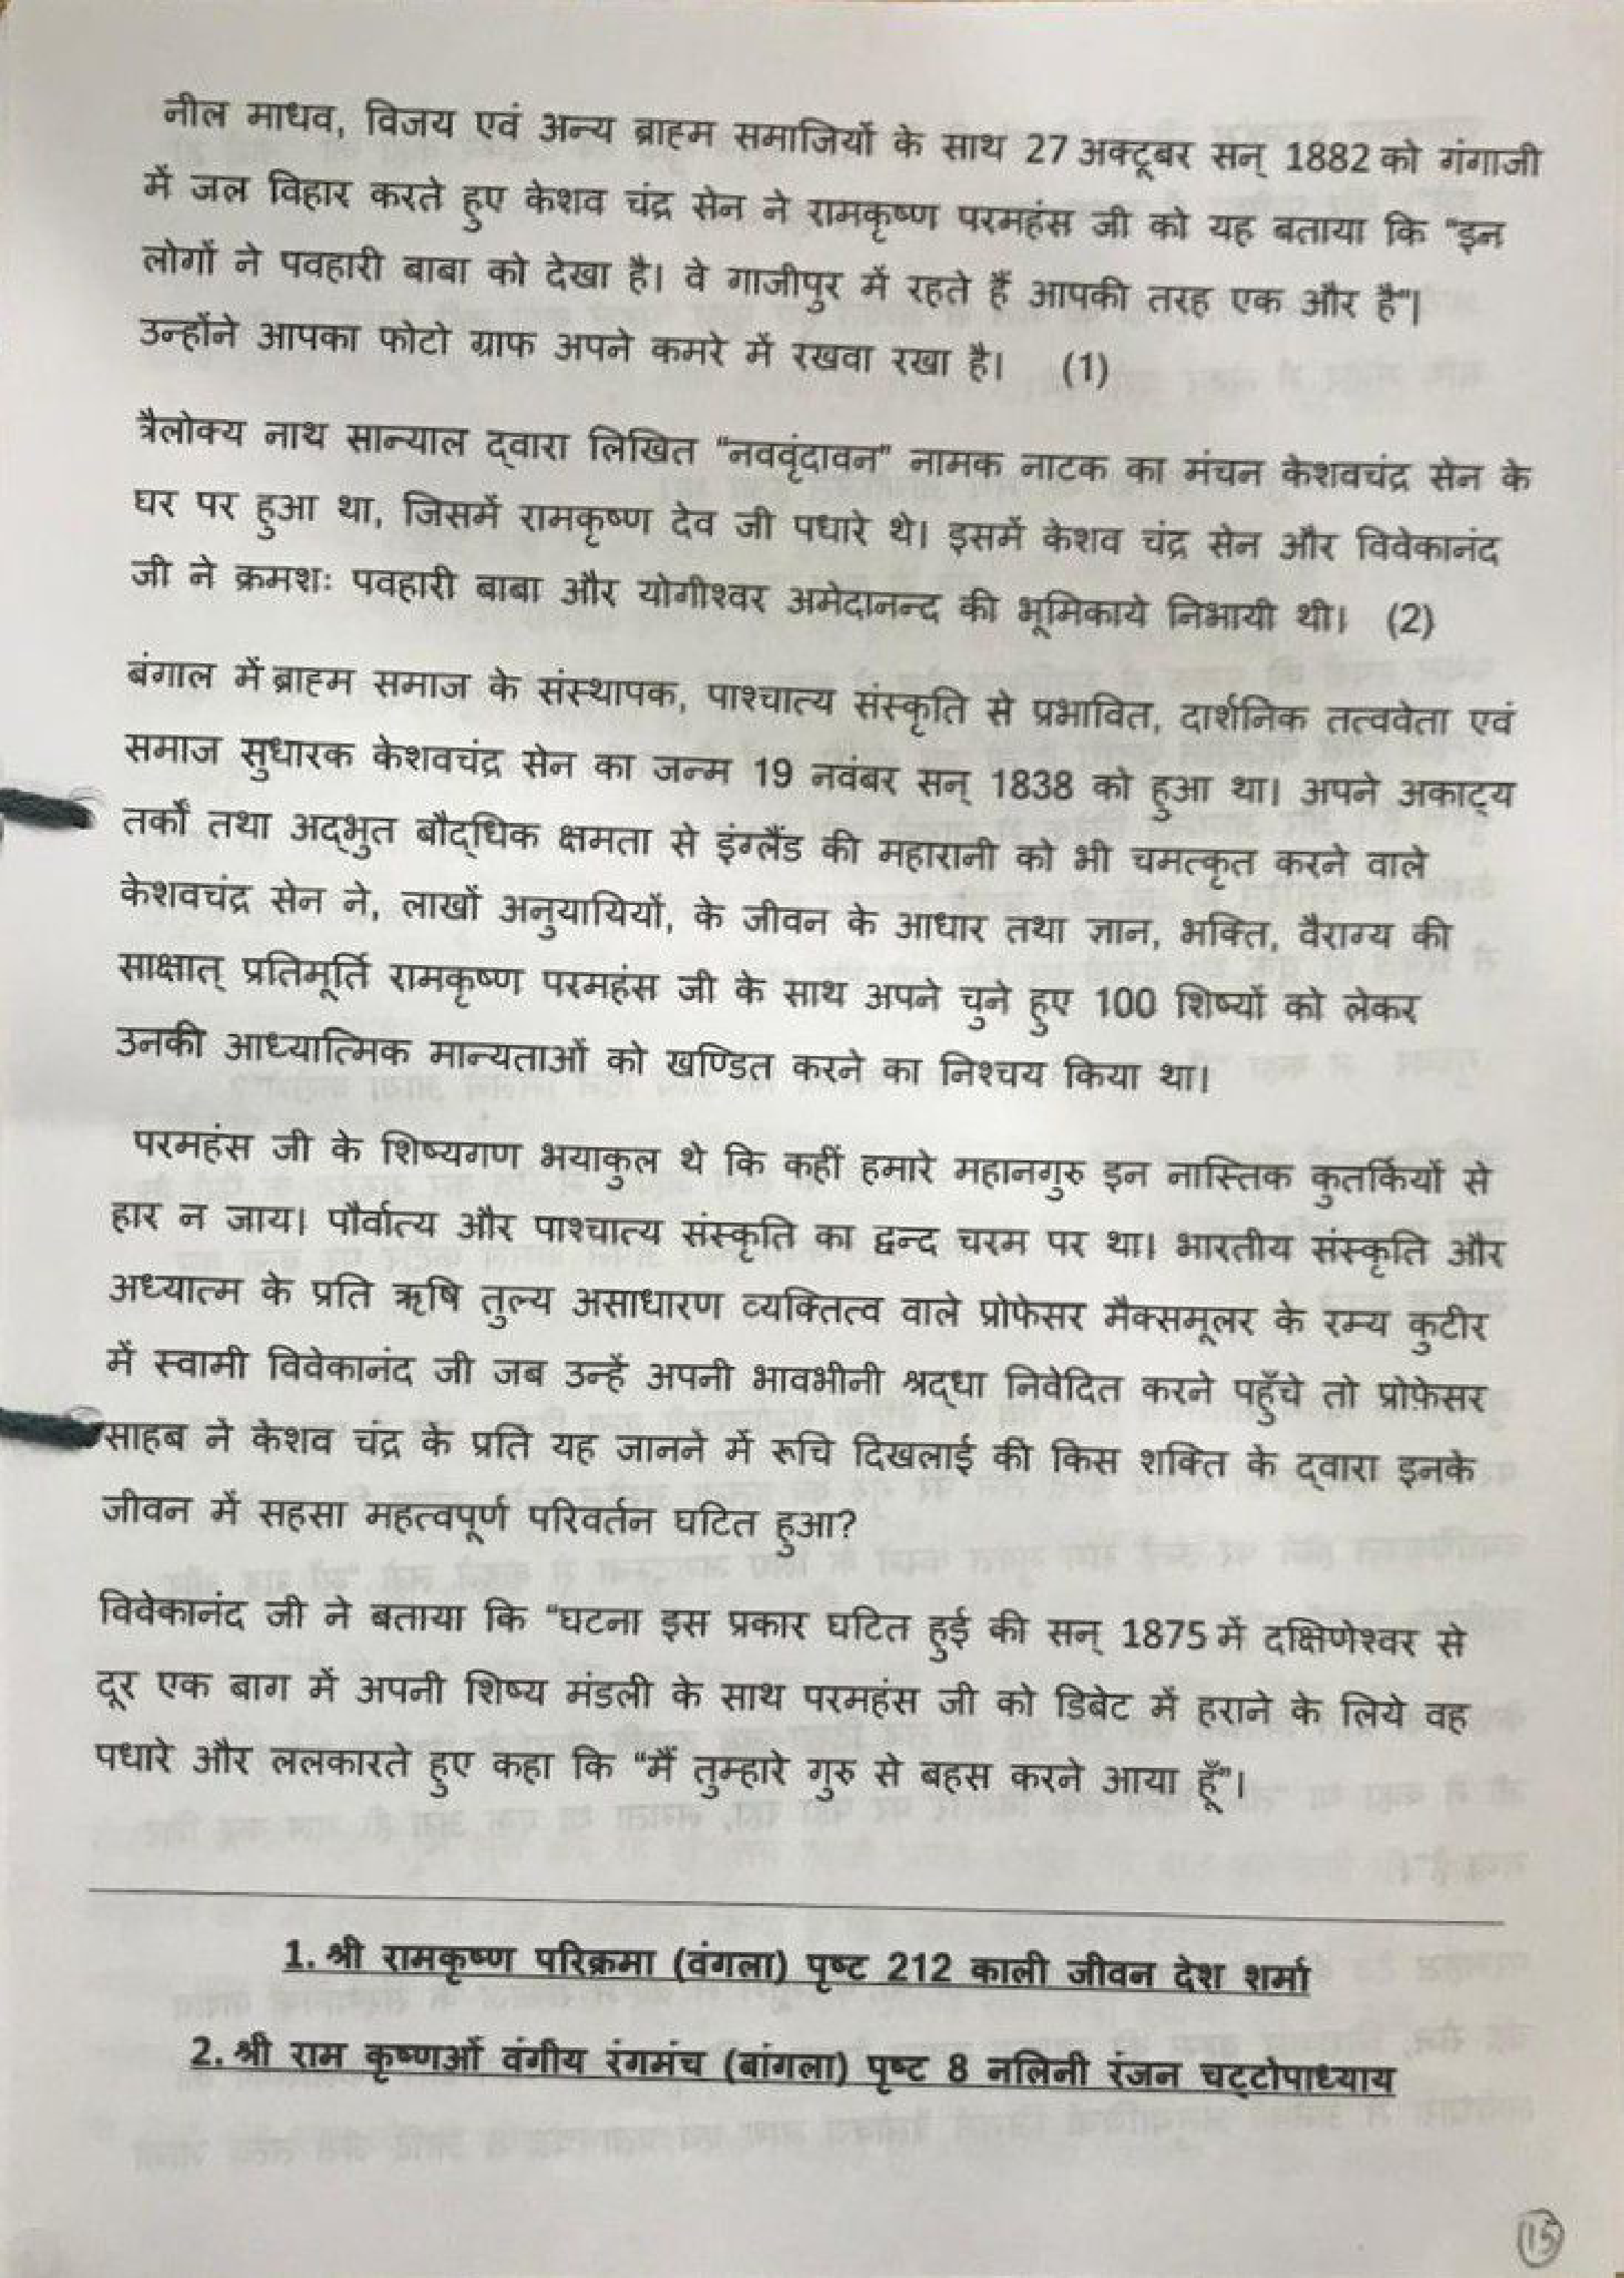 नील माधव, विजय एवं अन्य ब्राह्म समाजियों के साथ 27 अक्टूबर सन् 1882 को गंगाजी
में जल विहार करते हुए केशव चंद्र सेन ने रामकृष्ण परमहंस जी को यह बताया कि "इन
लोगों ने पवहारी बाबा को देखा है। वे गाजीपुर में रहते हैं आपकी तरह एक और है"|
उन्होंने आपका फोटो ग्राफ अपने कमरे में रखवा रखा है। (1)
त्रैलोक्य नाथ सान्याल द्वारा लिखित "नववृंदावन" नामक नाटक का मंचन केशवचंद्र सेन के
घर पर हुआ था, जिसमें रामकृष्ण देव जी पधारे थे। इसमें केशव चंद्र सेन और विवेकानंद
जी ने क्रमशः पवहारी बाबा और योगीश्वर अमेदानन्द की भूमिकाये निभायी थी। (2)
बंगाल में ब्राह्म समाज के संस्थापक, पाश्चात्य संस्कृति से प्रभावित, दार्शनिक तत्ववेता एवं
समाज सुधारक केशवचंद्र सेन का जन्म 19 नवंबर सन् 1838 को हुआ था। अपने अकाट्य
तर्कों तथा अद्भुत बौद्धिक क्षमता से इंग्लैंड की महारानी को भी चमत्कृत करने वाले
केशवचंद्र सेन ने, लाखों अनुयायियों, के जीवन के आधार तथा ज्ञान, भक्ति, वैराग्य की
साक्षात् प्रतिमूर्ति रामकृष्ण परमहंस जी के साथ अपने चुने हुए 100 शिष्यों को लेकर
उनकी आध्यात्मिक मान्यताओं को खण्डित करने का निश्चय किया था।
परमहंस जी के शिष्यगण भयाकुल थे कि कहीं हमारे महानगुरु इन नास्तिक कुतर्कियों से
हार न जाय। पौर्वात्य और पाश्चात्य संस्कृति का द्वन्द चरम पर था। भारतीय संस्कृति और
अध्यात्म के प्रति ऋषि तुल्य असाधारण व्यक्तित्व वाले प्रोफेसर मैक्समूलर के रम्य कुटीर
में स्वामी विवेकानंद जी जब उन्हें अपनी भावभीनी श्रद्धा निवेदित करने पहुँचे तो प्रोफ़ेसर
साहब ने केशव चंद्र के प्रति यह जानने में रूचि दिखलाई की किस शक्ति के द्वारा इनके
जीवन में सहसा महत्वपूर्ण परिवर्तन घटित हुआ?
विवेकानंद जी ने बताया कि "घटना इस प्रकार घटित हुई की सन् 1875 में दक्षिणेश्वर से
दूर एक बाग में अपनी शिष्य मंडली के साथ परमहंस जी को डिबेट में हराने के लिये वह
पधारे और ललकारते हुए कहा कि "मैं तुम्हारे गुरु से बहस करने आया हूँ"।
1. श्री रामकृष्ण परिक्रमा (वंगला) पृष्ट 212 काली जीवन देश शर्मा
2. श्री राम कृष्णओं वंगीय रंगमंच (बांगला) पृष्ट 8 नलिनी रंजन चट्टोपाध्याय
15